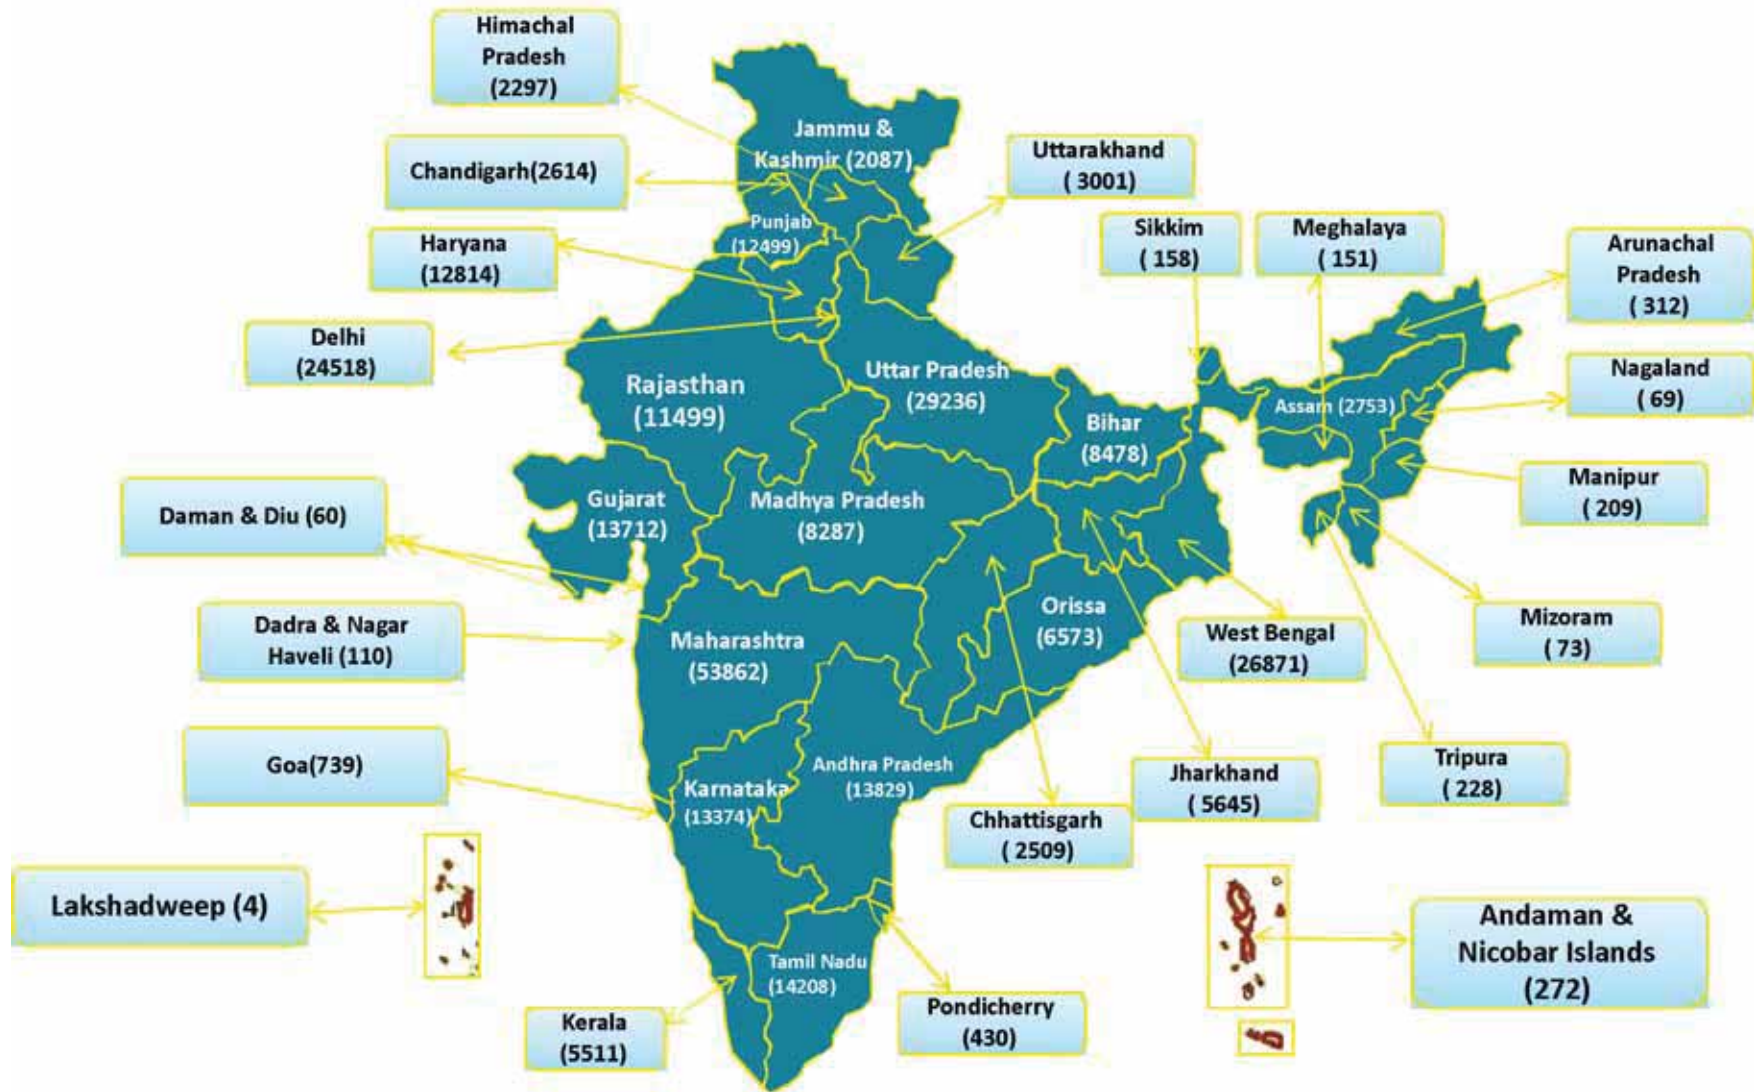 Himachal
Pradesh
(2297)
Jammu &
Kashmir (2087)
Chandigarh(2614)
Uttarakhand
( 3001)
Punjab
(12499)
Haryana
(12814)
Sikkim
( 158)
Meghalaya
( 151)
Arunachal
Pradesh
( 312)
Delhi
(24518)
Rajasthan
(11499)
Uttar Pradesh
(29236)
Bihar
(8478)
Assam (2753)
Nagaland
( 69)
Manipur
( 209)
Daman & Diu (60)
Gujarat
(13712)
Madhya Pradesh
(8287)
Dadra & Nagar
Haveli (110)
Maharashtra
(53862)
Orissa
(6573)
West Bengal
(26871)
Mizoram
( 73)
Goa(739)
Karnataka
(13374)
Andhra Pradesh
(13829)
Chhattisgarh
( 2509)
Jharkhand
( 5645)
Tripura
( 228)
Lakshadweep (4)
Andaman &
Nicobar Islands
(272)
Tamil Nadu
(14208)
Kerala
(5511)
Pondicherry
(430)